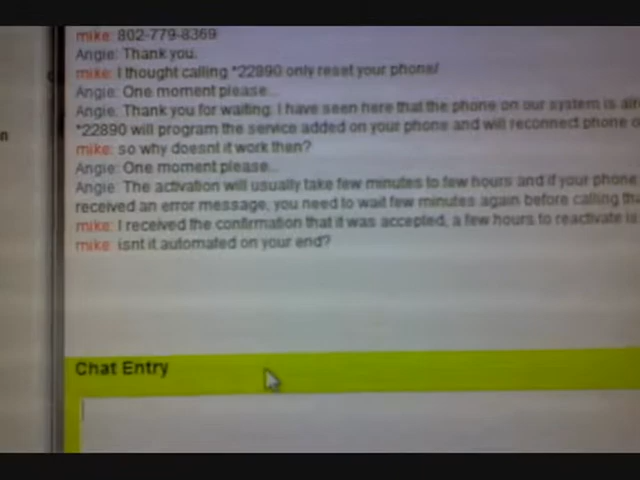 mike: 802-779-8369
Angie: Thank you.
mike: I thought calling *22890 only reset your phone/
Angie: One moment please...
Angie: Thank you for waiting. I have seen here that the phone on our system is alr
*22890 will program the service added on your phone and will reconnect phone o
mike: so why doesnt it work then?
Angie: One moment please...
Angie: The activation will usually take few minutes to few hours and if your phone
received an error message, you need to wait few minutes again before calling tha
mike: I received the confirmation that it was accepted, a few hours to reactivate is
mike: isnt it automated on your end?
Chat Entry